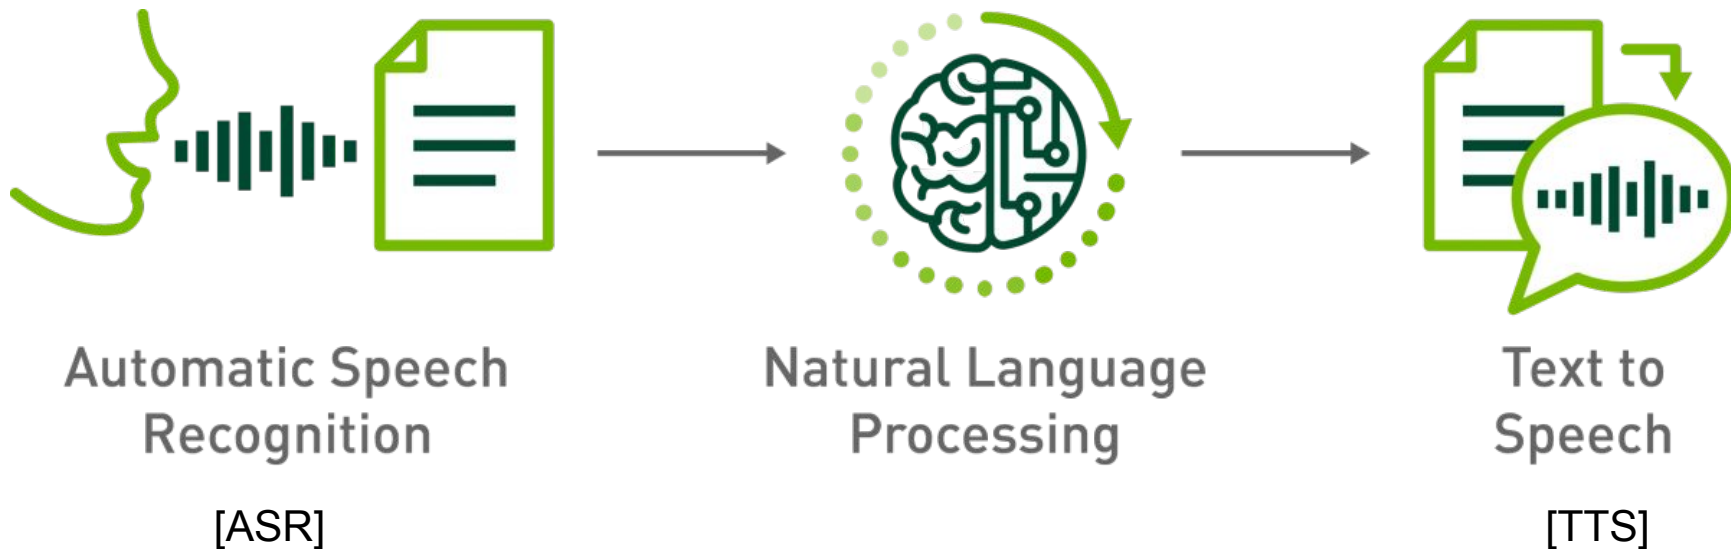 Automatic Speech
Recognition
[ASR]
Natural Language
Processing
Text to
Speech
[TTS]